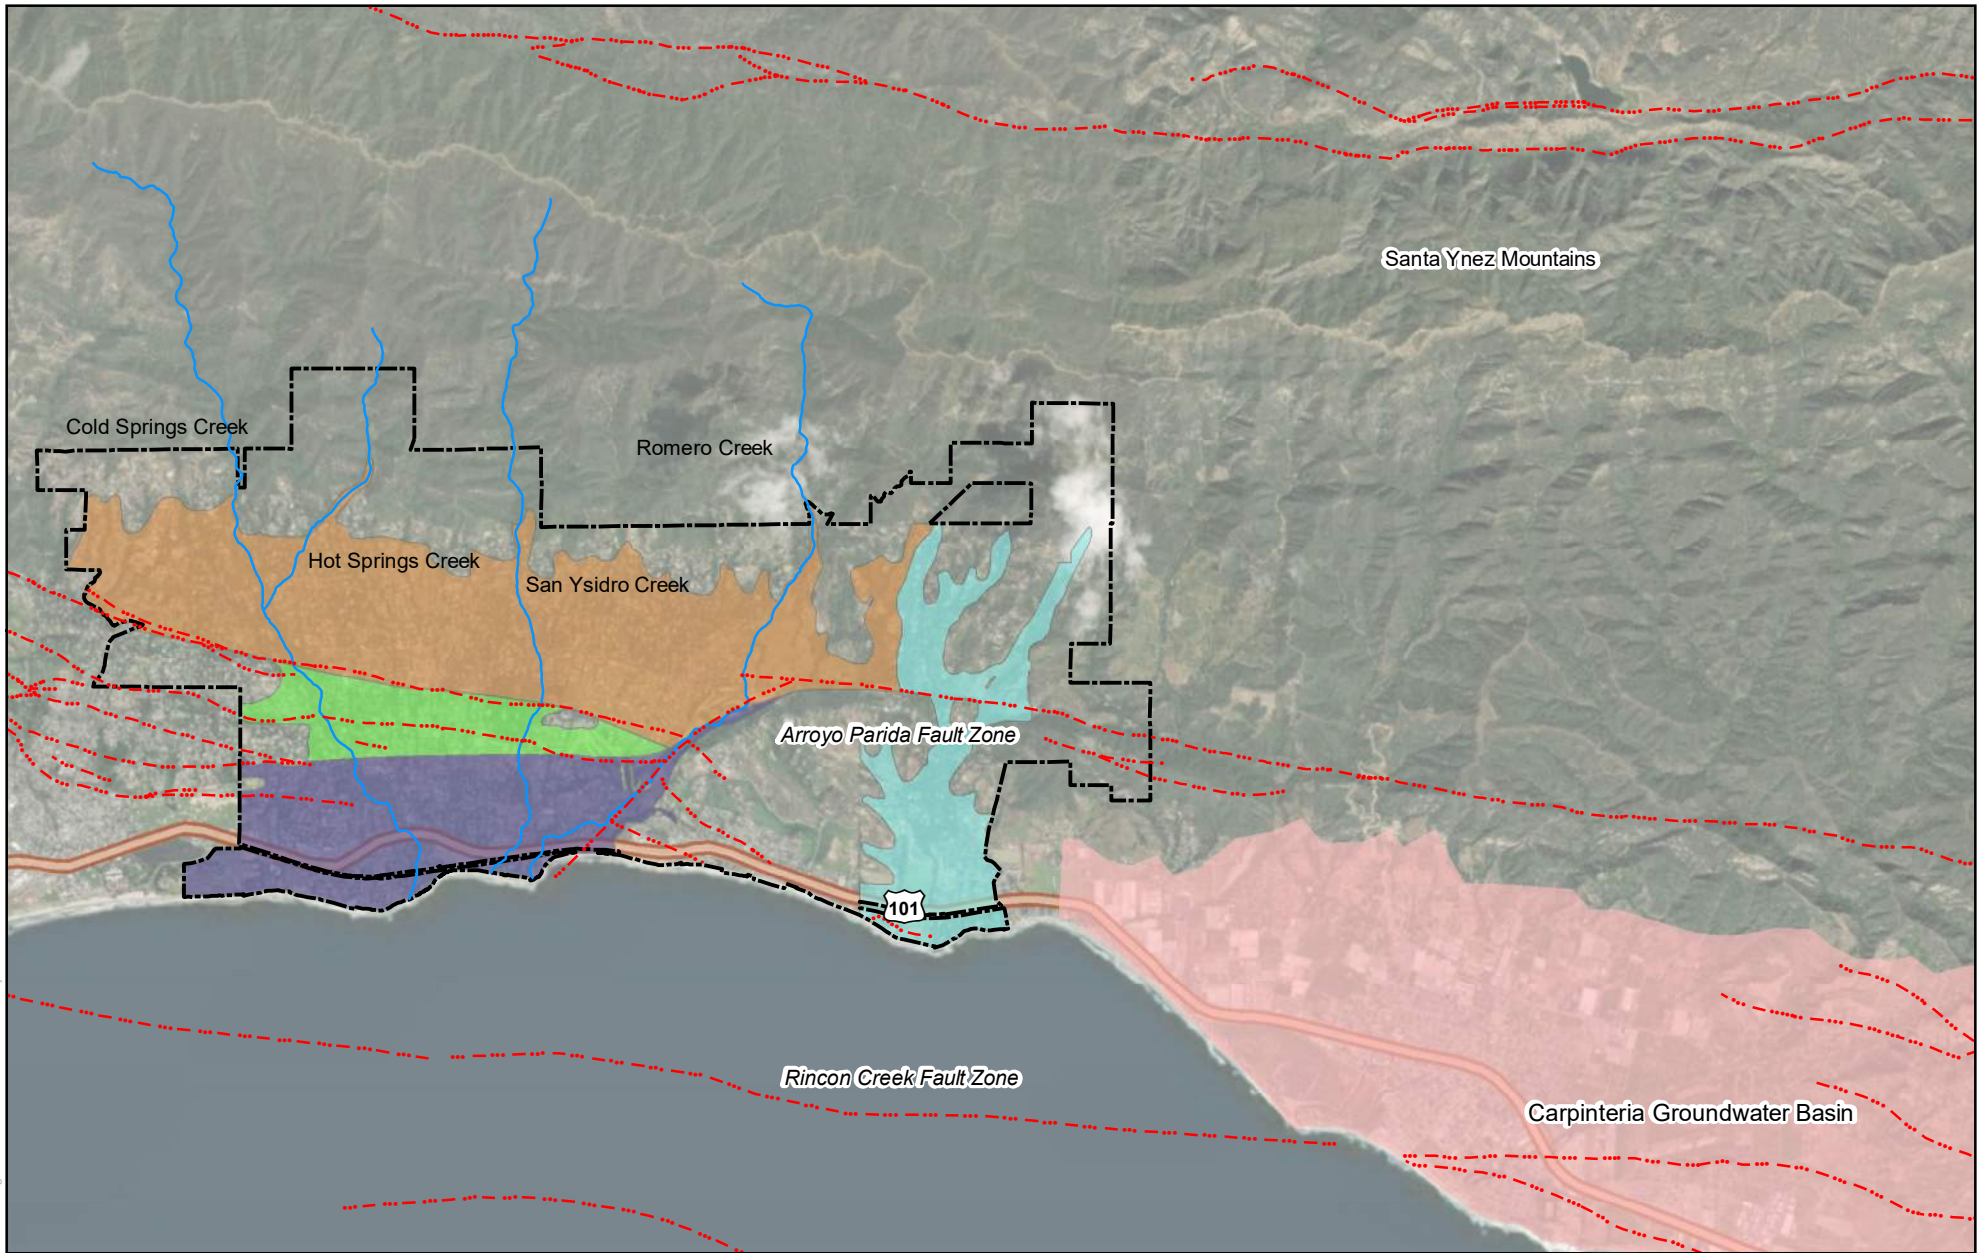 Santa Ynez Mountains
Cold Springs Creek
Romero Creek
Hot Springs Creek
San Ysidro Creek
Arroyo Parida Fault Zone
101
Rincon Creek Fault Zone
Carpinteria Groundwater Basin